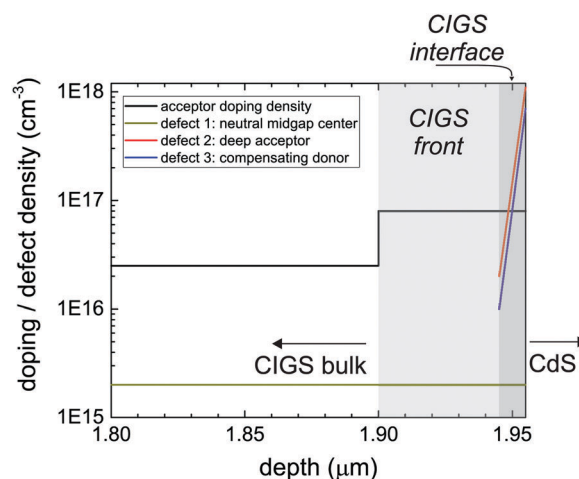 CIGS
interface
1E18
acceptor doping density
defect 1: neutral midgap center
defect 2: deep acceptor
defect 3: compensating donor
CIGS
front
1E17
1E16
CIGS bulk
CdS
1E15
1.80
1.85
1.90
1.95
depth (μm)
doping / defect density (cm⁻³)